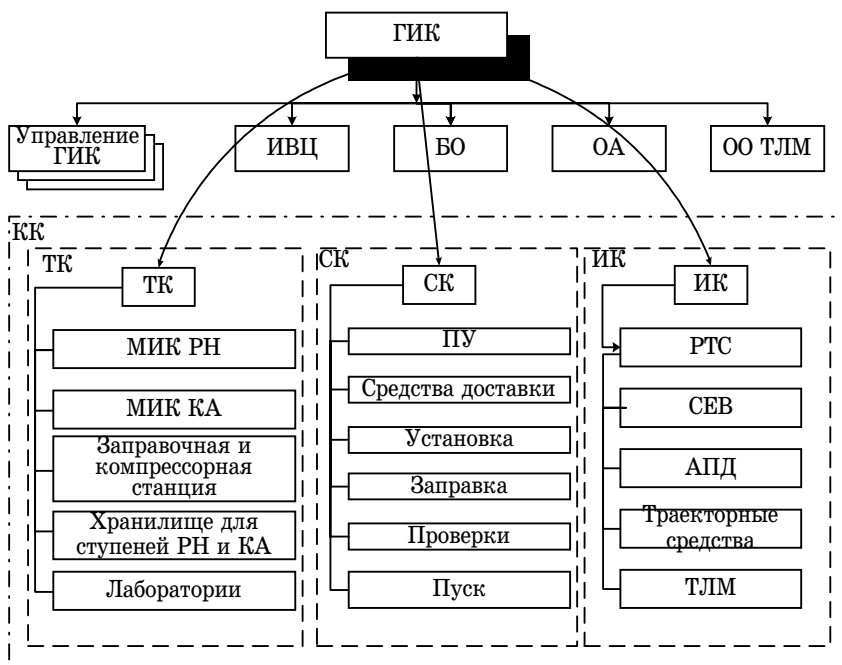 ГИК
Управление
ГИК
ИВЦ
БО
ОА
ОО ТЛМ
КК
ТК
ТК
МИК РН
МИК КА
Заправочная и
компрессорная
станция
Хранилище для
ступеней РН и КА
Лаборатории
СК
СК
ПУ
Средства доставки
Установка
Заправка
Проверки
Пуск
ИК
ИК
РТС
СЕВ
АПД
Траекторные
средства
ТЛМ